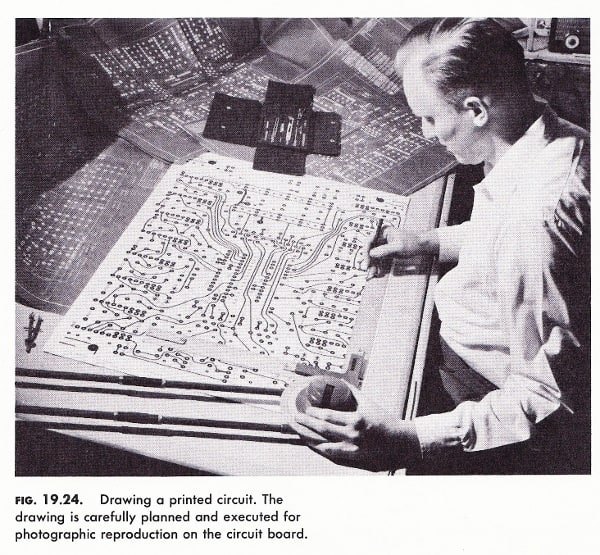 FIG. 19.24. Drawing a printed circuit. The
drawing is carefully planned and executed for
photographic reproduction on the circuit board.